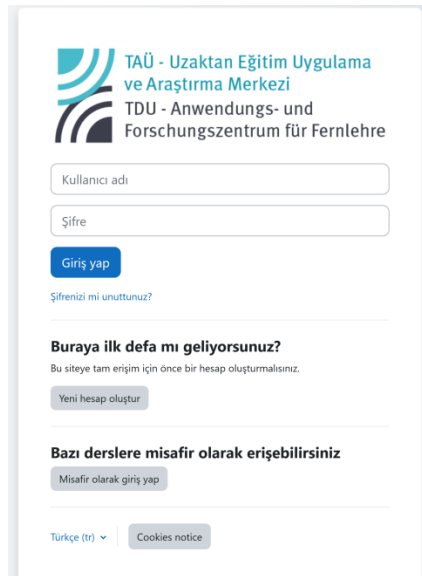 TAÜ - Uzaktan Eğitim Uygulama
ve Araştırma Merkezi
TDU - Anwendungs- und
Forschungszentrum für Fernlehre
Kullanıcı adı
Şifre
Giriş yap
Şifrenizi mi unuttunuz?
Buraya ilk defa mı geliyorsunuz?
Bu siteye tam erişim için önce bir hesap oluşturmalısınız.
Yeni hesap oluştur
Bazı derslere misafir olarak erişebilirsiniz
Misafir olarak giriş yap
Türkçe (tr)
Cookies notice